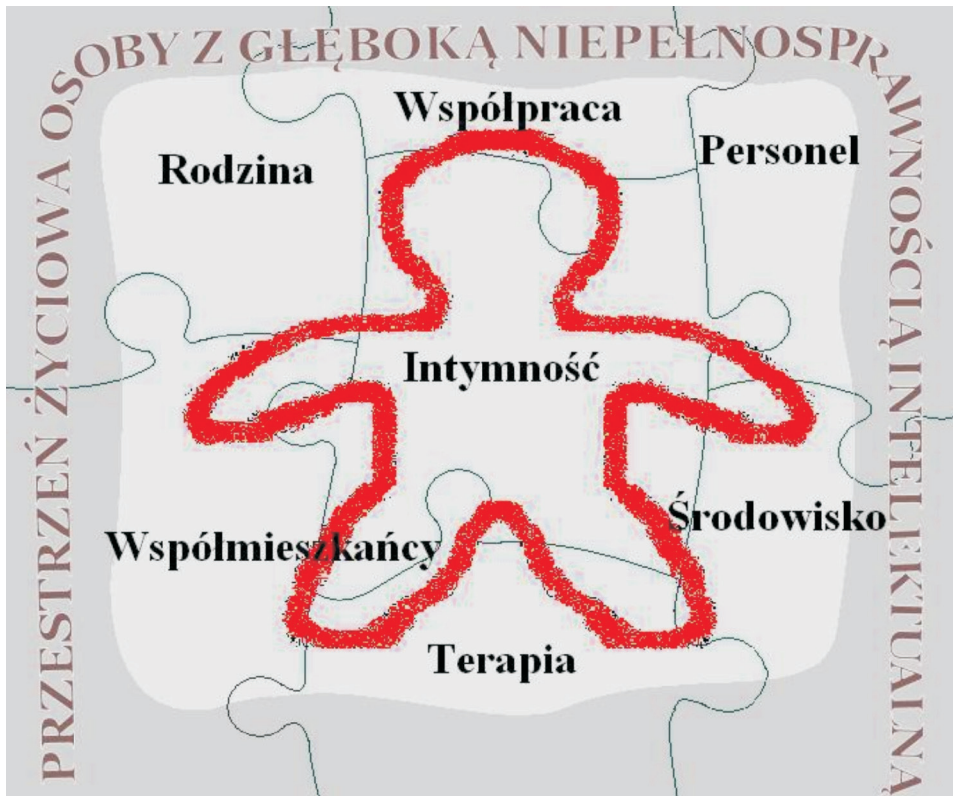 PRZESTRZEŃ ŻYCIOWA OSOBY Z GŁĘBOKĄ NIEPEŁNOSPRAWNOŚCIĄ INTELEKTUALNĄ
Współpraca
Rodzina
Personel
Intymność
Współmieszkańcy
Środowisko
Terapia